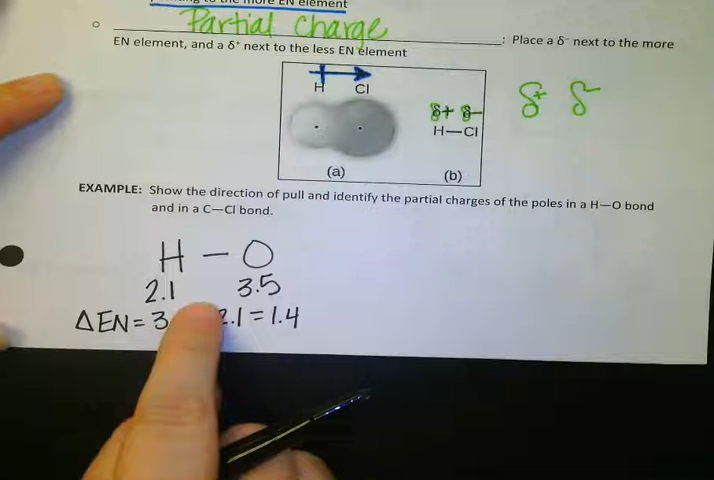 to the more EN element
Partial Charge
○ : Place a δ⁻ next to the more
EN element, and a δ⁺ next to the less EN element
H Cl
δ+ δ-
H—Cl
δ+ δ-
(a) (b)
EXAMPLE: Show the direction of pull and identify the partial charges of the poles in a H—O bond
and in a C—Cl bond.
H - O
2.1 3.5
ΔEN = 3 2.1 = 1.4